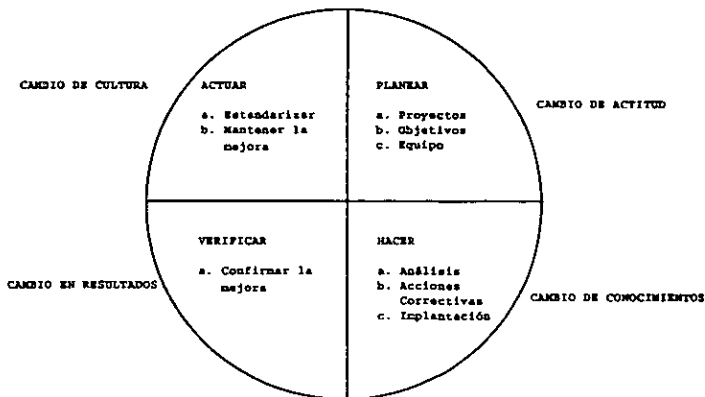 CAMBIO DE CULTURA
ACTUAR
a. Estandarizar
b. Mantener la
mejora
PLANEAR
a. Proyectos
b. Objetivos
c. Equipo
CAMBIO DE ACTITUD
CAMBIO EN RESULTADOS
VERIFICAR
a. Confirmar la
mejora
HACER
a. Análisis
b. Acciones
Correctivas
c. Implantación
CAMBIO DE CONOCIMIENTOS